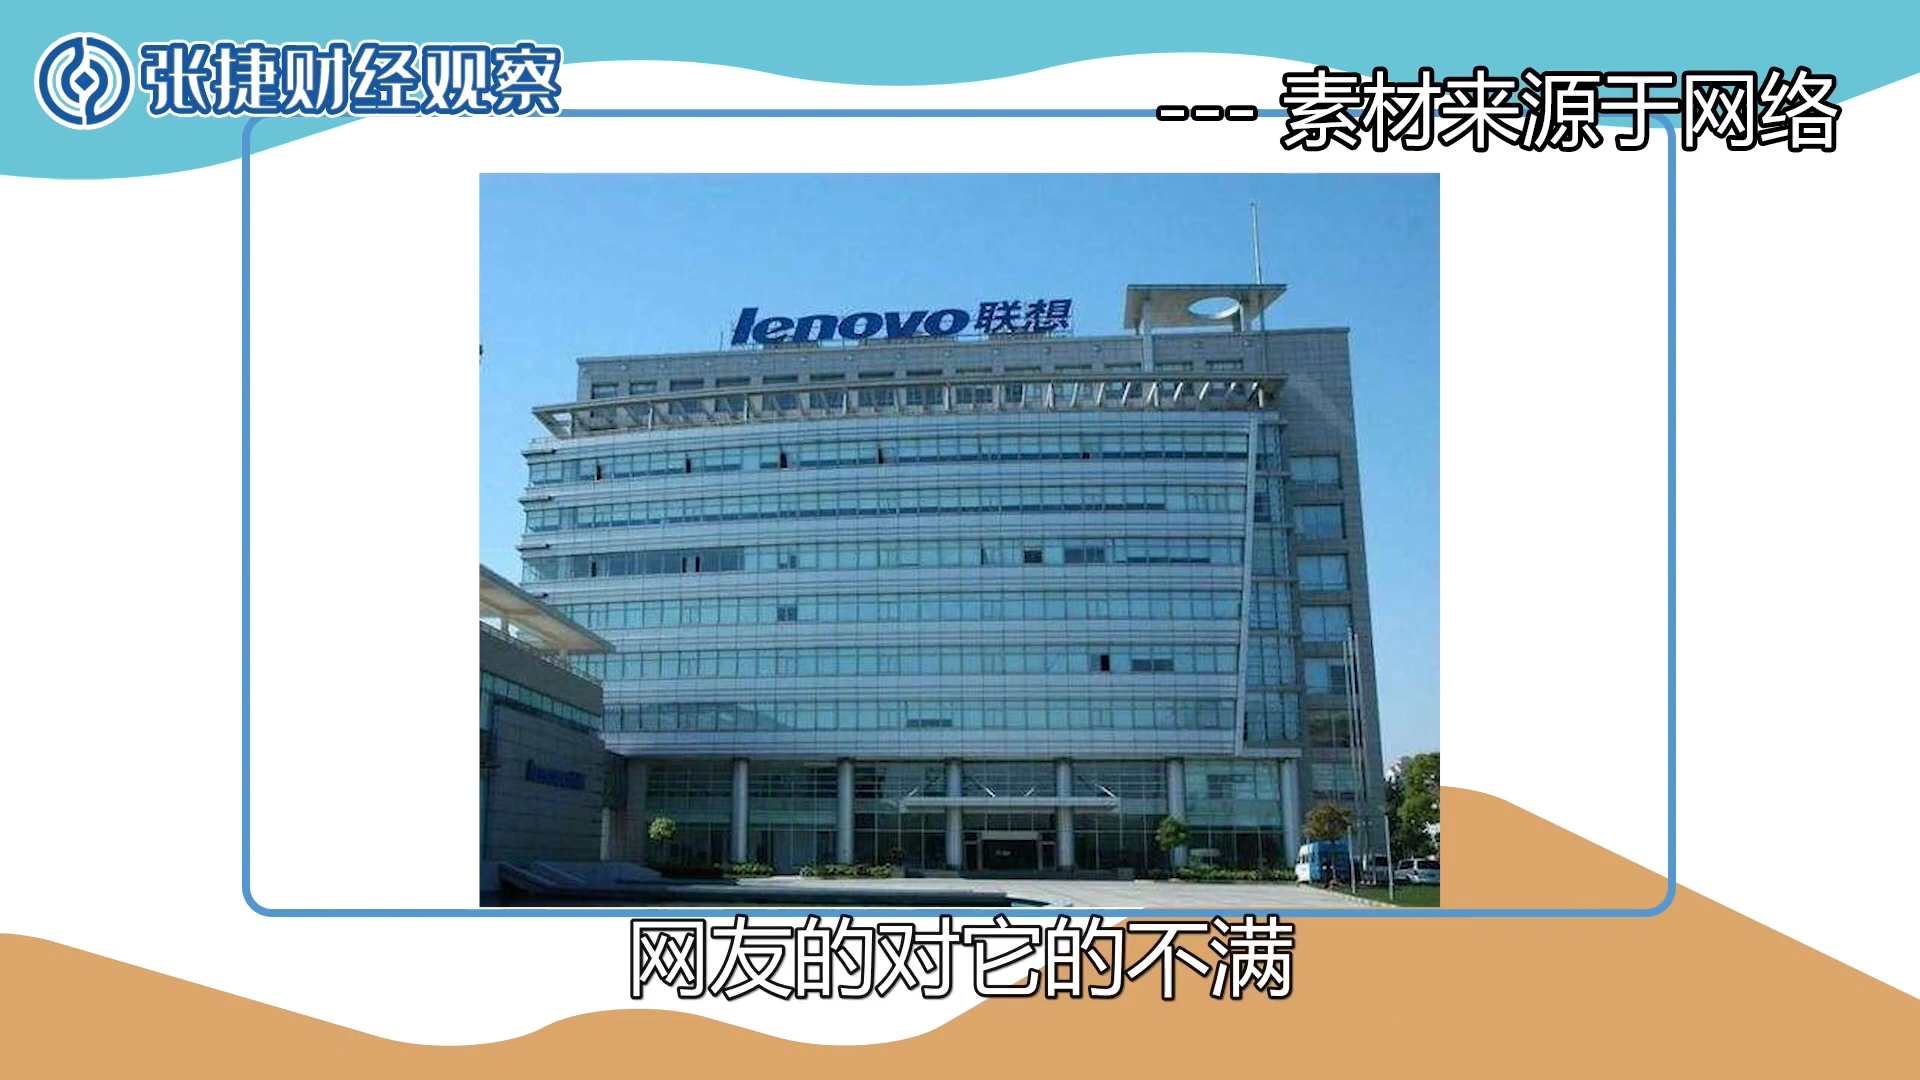 张捷财经观察
--- 素材来源于网络
lenovo联想
网友的对它的不满